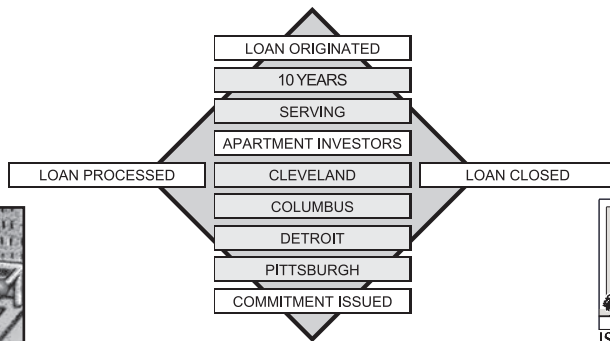 LOAN ORIGINATED
10 YEARS
SERVING
APARTMENT INVESTORS
LOAN PROCESSED
CLEVELAND
LOAN CLOSED
COLUMBUS
DETROIT
PITTSBURGH
COMMITMENT ISSUED